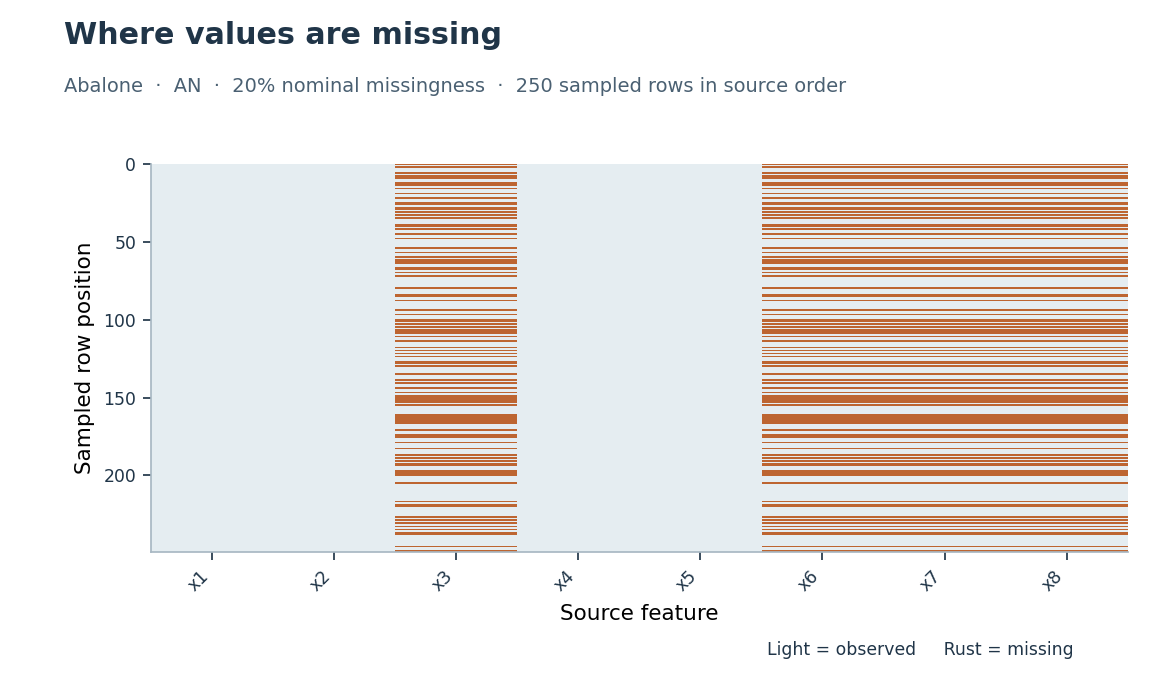 Where values are missing
Abalone · AN · 20% nominal missingness · 250 sampled rows in source order
0
50
100
150
200
Sampled row position
x1 x2 x3 x4 x5 x6 x7 x8
Source feature
Light = observed Rust = missing